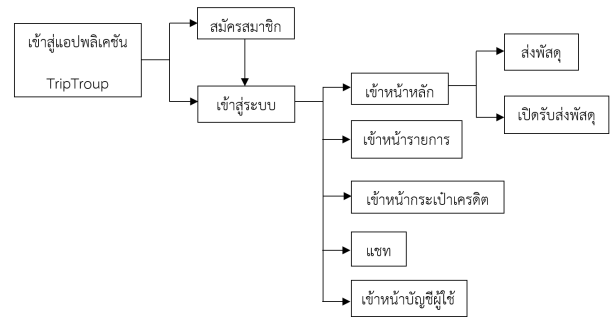 เข้าสู่แอปพลิเคชัน
TripTroup
สมัครสมาชิก
เข้าสู่ระบบ
เข้าหน้าหลัก
ส่งพัสดุ
เปิดรับส่งพัสดุ
เข้าหน้ารายการ
เข้าหน้ากระเป๋าเครดิต
แชท
เข้าหน้าบัญชีผู้ใช้